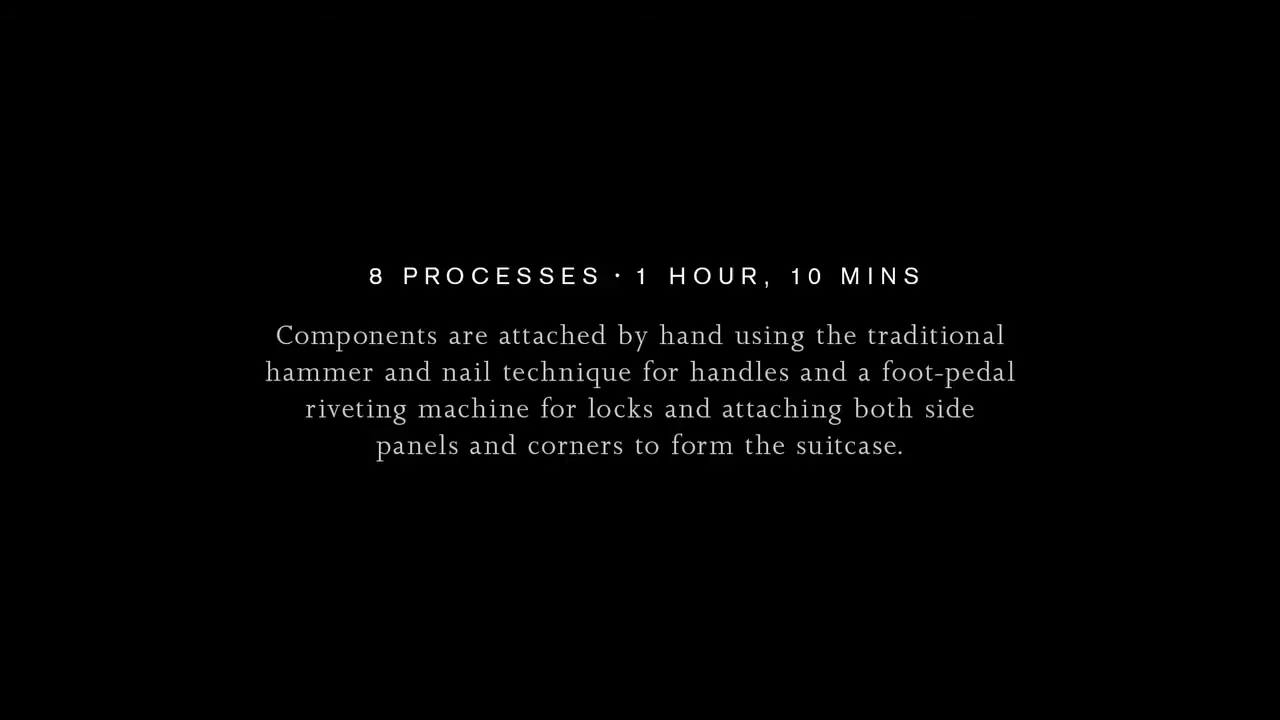 8 PROCESSES · 1 HOUR, 10 MINS
Components are attached by hand using the traditional
hammer and nail technique for handles and a foot-pedal
riveting machine for locks and attaching both side
panels and corners to form the suitcase.